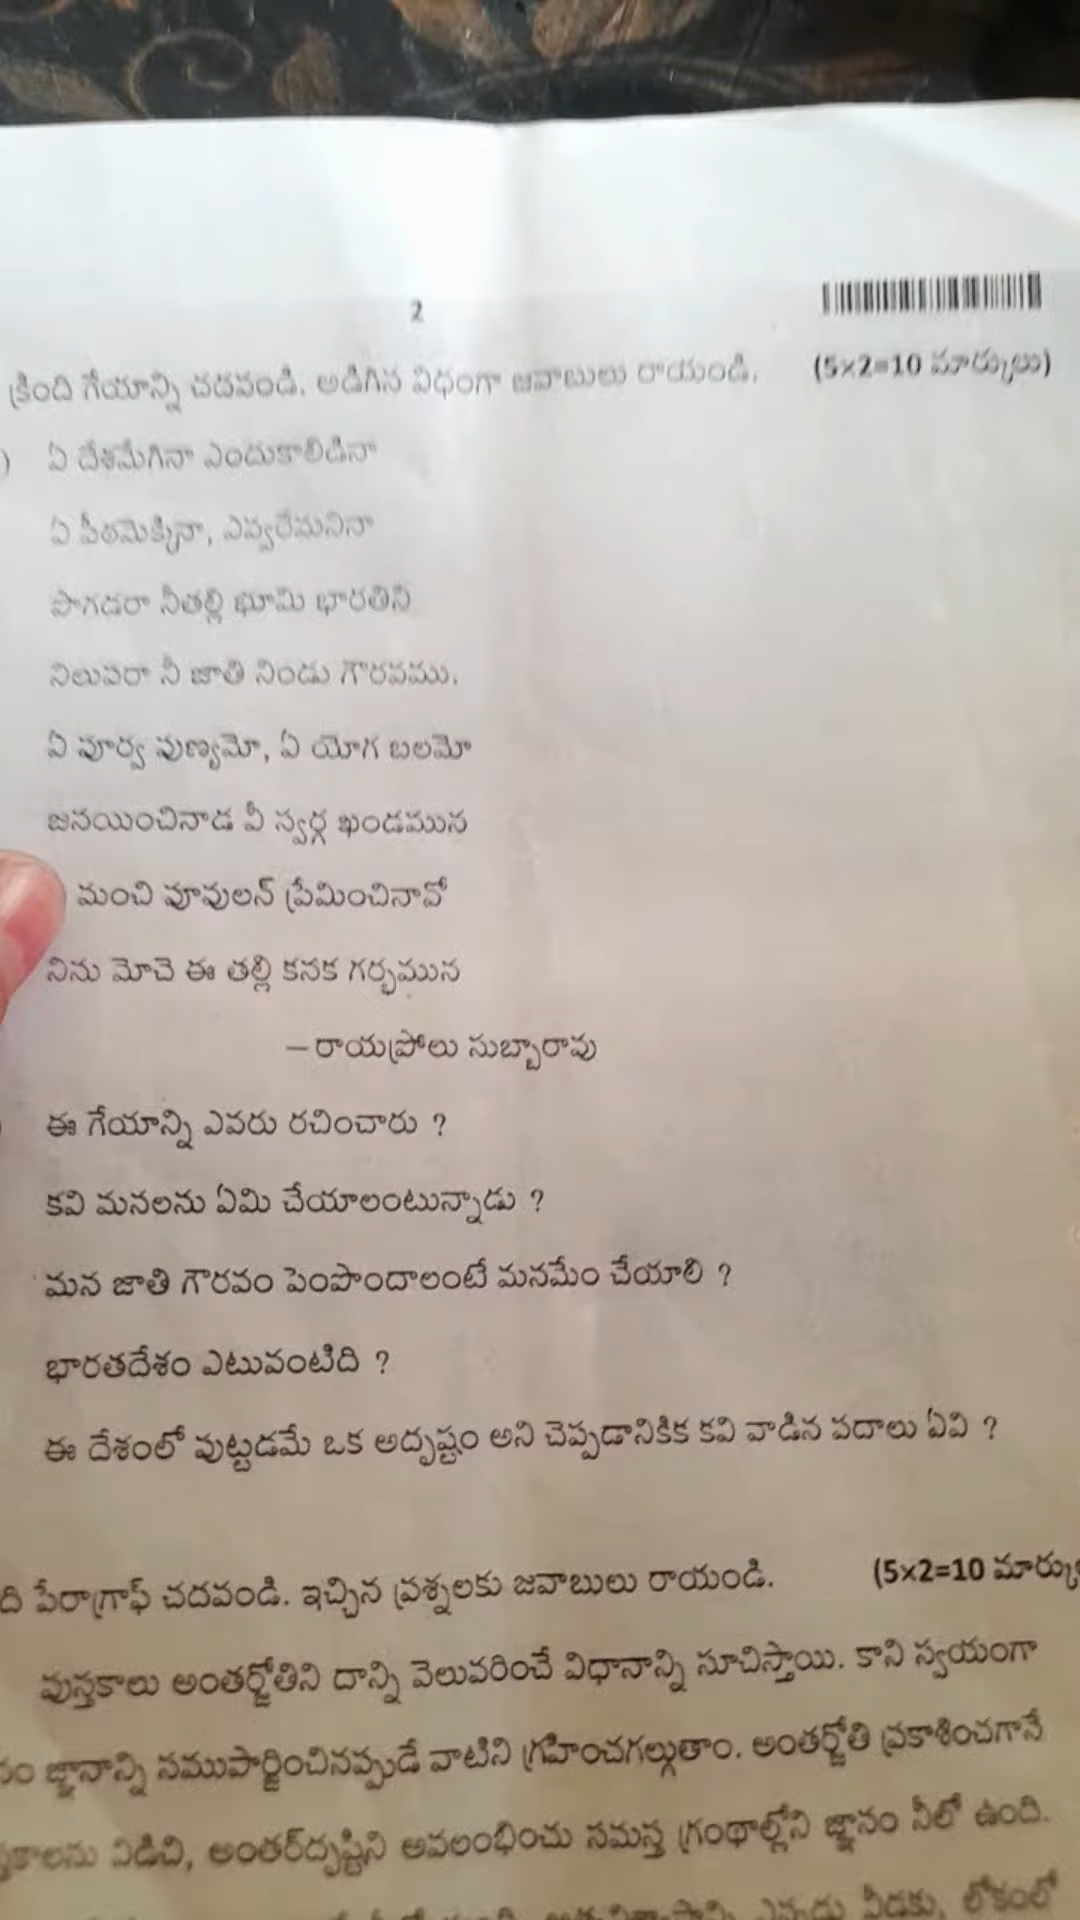 2
క్రింది గేయాన్ని చదవండి. అడిగిన విధంగా జవాబులు రాయండి. (5×2=10 మార్కులు)
) ఏ దేశమేగినా ఎందుకాలిడినా
ఏ పీఠమెక్కినా, ఎవ్వరేమనినా
పొగడరా నీతల్లి భూమి భారతిని
నిలుపరా నీ జాతి నిండు గౌరవము.
ఏ పూర్వ పుణ్యమో, ఏ యోగ బలమో
జనయించినాడ వీ స్వర్గ ఖండమున
మంచి పూవులన్ ప్రేమించినావో
నిను మోచె ఈ తల్లి కనక గర్భమున
– రాయప్రోలు సుబ్బారావు
ఈ గేయాన్ని ఎవరు రచించారు ?
కవి మనలను ఏమి చేయాలంటున్నాడు ?
మన జాతి గౌరవం పెంపొందాలంటే మనమేం చేయాలి ?
భారతదేశం ఎటువంటిది ?
ఈ దేశంలో పుట్టడమే ఒక అదృష్టం అని చెప్పడానికిక కవి వాడిన పదాలు ఏవి ?
ది పేరాగ్రాఫ్ చదవండి. ఇచ్చిన ప్రశ్నలకు జవాబులు రాయండి. (5×2=10 మార్కు
పుస్తకాలు అంతర్జోతిని దాన్ని వెలువరించే విధానాన్ని సూచిస్తాయి. కాని స్వయంగా
జ్ఞానాన్ని సముపార్జించినప్పుడే వాటిని గ్రహించగల్గుతాం. అంతర్జోతి ప్రకాశించగానే
విడిచి, అంతర్‌దృష్టిని అవలంభించు సమస్త గ్రంథాల్లోని జ్ఞానం నీలో ఉంది.
ఎప్పుడు వీడకు, లోకంలో